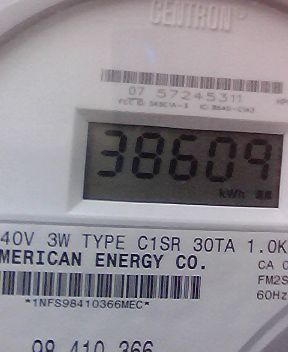 CENTRON
07 57245311
38609
kWh
40V 3W TYPE C1SR 30TA 1.0K
MERICAN ENERGY CO.
CA 0
FM2S
60Hz
*1NFS98410366MEC*
98 410 366